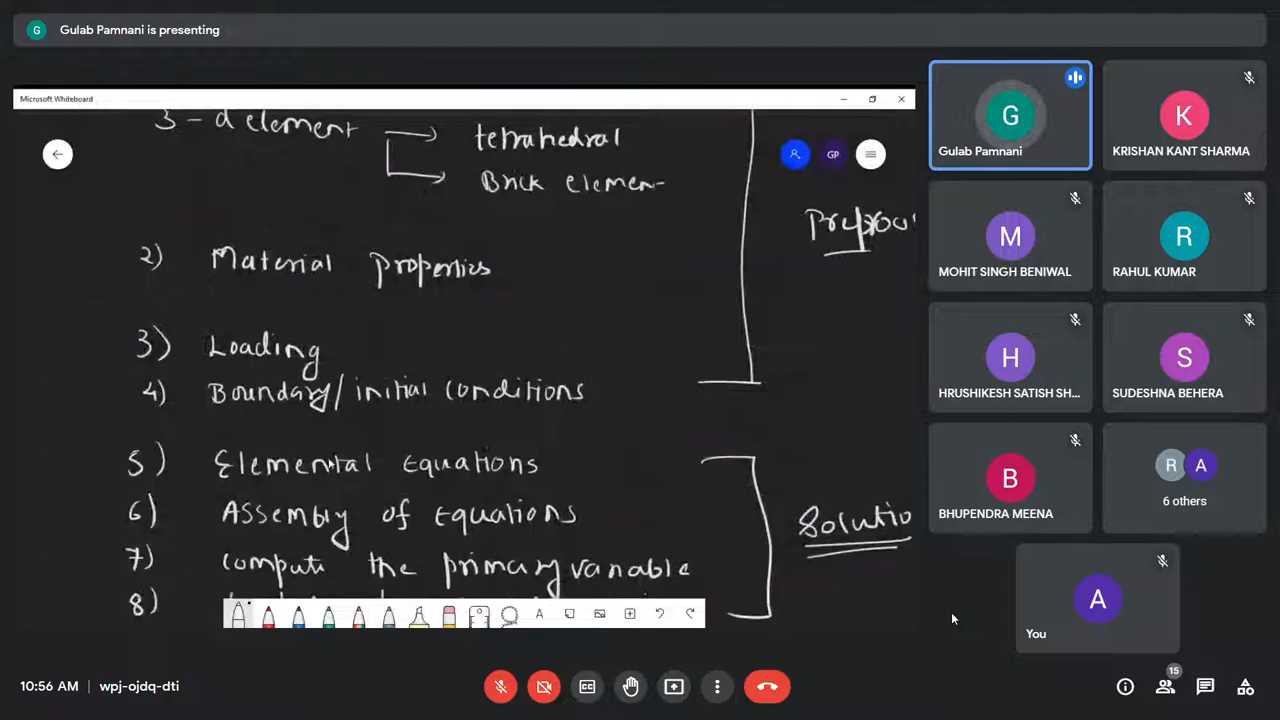 G Gulab Pamnani is presenting
Microsoft Whiteboard
3-d element
tetrahedral
Brick elemen
GP
2) Material properties
3) Loading
4) Boundary/initial conditions
5) Elemental Equations
6) Assembly of Equations
7) compute the primary variable
8)
Solutio
A
G
Gulab Pamnani
K
KRISHAN KANT SHARMA
M
MOHIT SINGH BENIWAL
R
RAHUL KUMAR
H
HRUSHIKESH SATISH SH...
S
SUDESHNA BEHERA
B
BHUPENDRA MEENA
R A
6 others
A
You
10:56 AM | wpj-ojdq-dti
CC
15